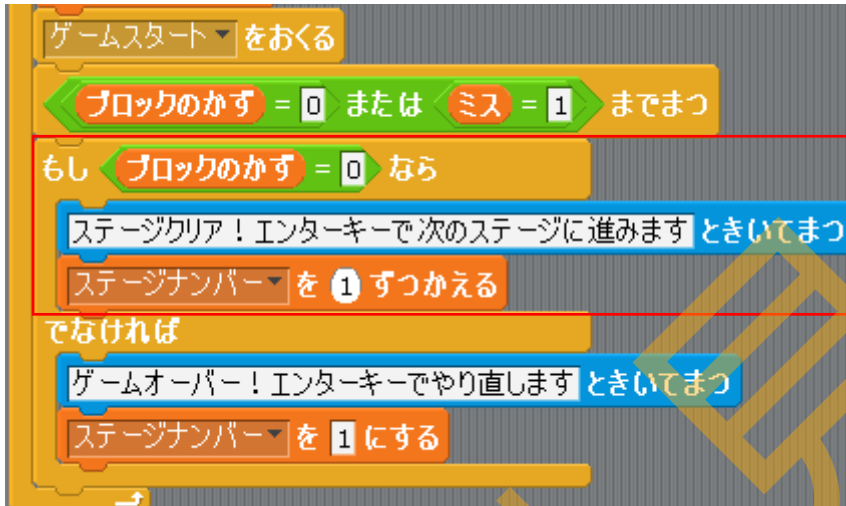 ゲームスタート をおくる
ブロックのかず = 0 または ミス = 1 までまつ
もし ブロックのかず = 0 なら
ステージクリア！エンターキーで次のステージに進みます ときいてまつ
ステージナンバー を 1 ずつかえる
でなければ
ゲームオーバー！エンターキーでやり直します ときいてまつ
ステージナンバー を 1 にする